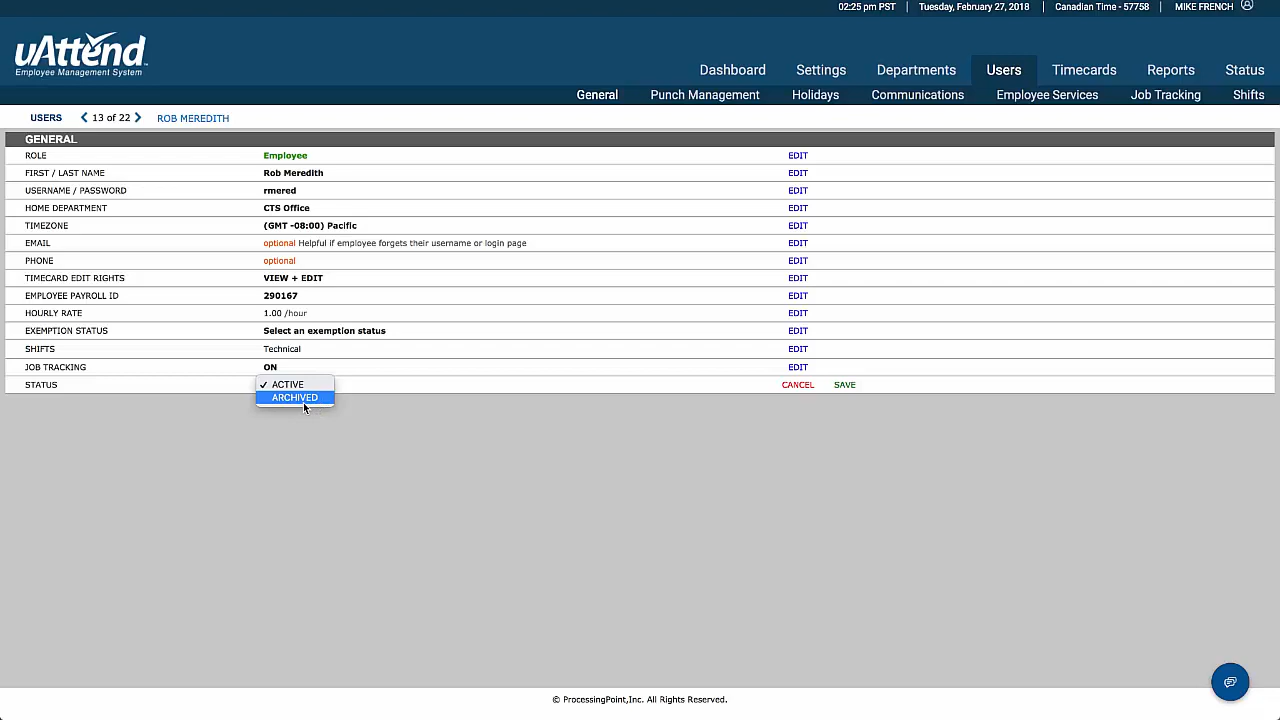 02:25 pm PST | Tuesday, February 27, 2018 | Canadian Time - 57758 | MIKE FRENCH
uAttend
Employee Management System
Dashboard Settings Departments Users Timecards Reports Status
General Punch Management Holidays Communications Employee Services Job Tracking Shifts
USERS 13 of 22 ROB MEREDITH
GENERAL
ROLE Employee EDIT
FIRST / LAST NAME Rob Meredith EDIT
USERNAME / PASSWORD rmered EDIT
HOME DEPARTMENT CTS Office EDIT
TIMEZONE (GMT -08:00) Pacific EDIT
EMAIL optional Helpful if employee forgets their username or login page EDIT
PHONE optional EDIT
TIMECARD EDIT RIGHTS VIEW + EDIT EDIT
EMPLOYEE PAYROLL ID 290167 EDIT
HOURLY RATE 1.00 /hour EDIT
EXEMPTION STATUS Select an exemption status EDIT
SHIFTS Technical EDIT
JOB TRACKING ON EDIT
STATUS ✓ ACTIVE CANCEL SAVE
ARCHIVED
© ProcessingPoint,Inc. All Rights Reserved.